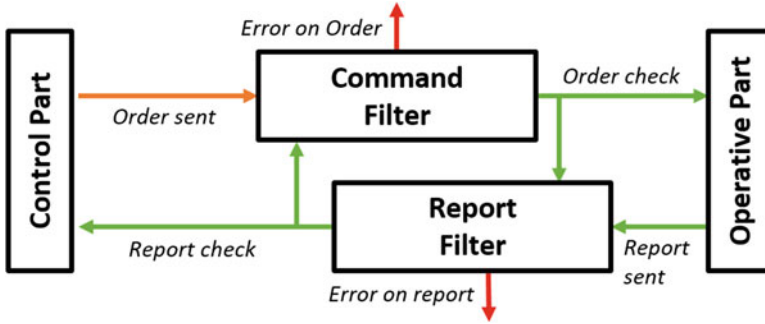 Error on Order
Control Part
Command
Filter
Order check
Operative Part
Order sent
Report
Filter
Report check
Report
sent
Error on report